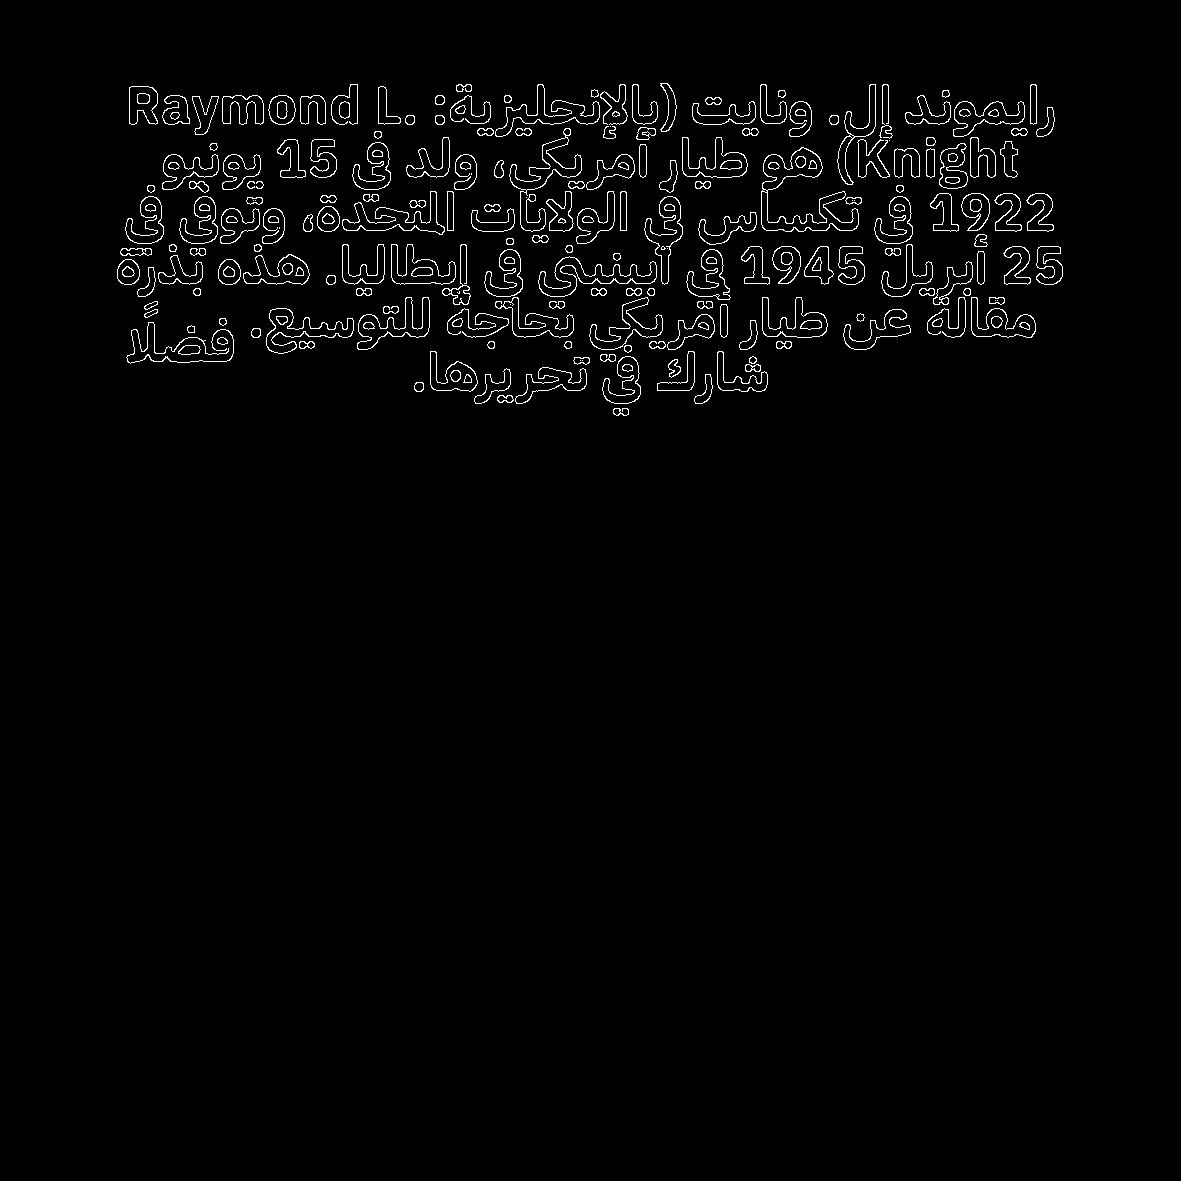 رايموند إل. ونايت (بالإنجليزية: Raymond L.
Knight) هو طيار أمريكي، ولد في 15 يونيو
1922 في تكساس في الولايات المتحدة، وتوفي في
25 أبريل 1945 في آبينيني في إيطاليا. هذه بذرة
مقالة عن طيار أمريكي بحاجة للتوسيع. فضلًا
شارك في تحريرها.